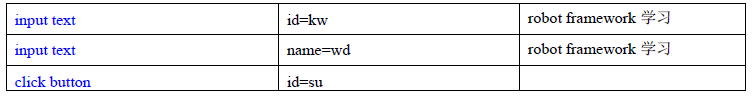 input text id=kw robot framework 学习
input text name=wd robot framework 学习
click button id=su